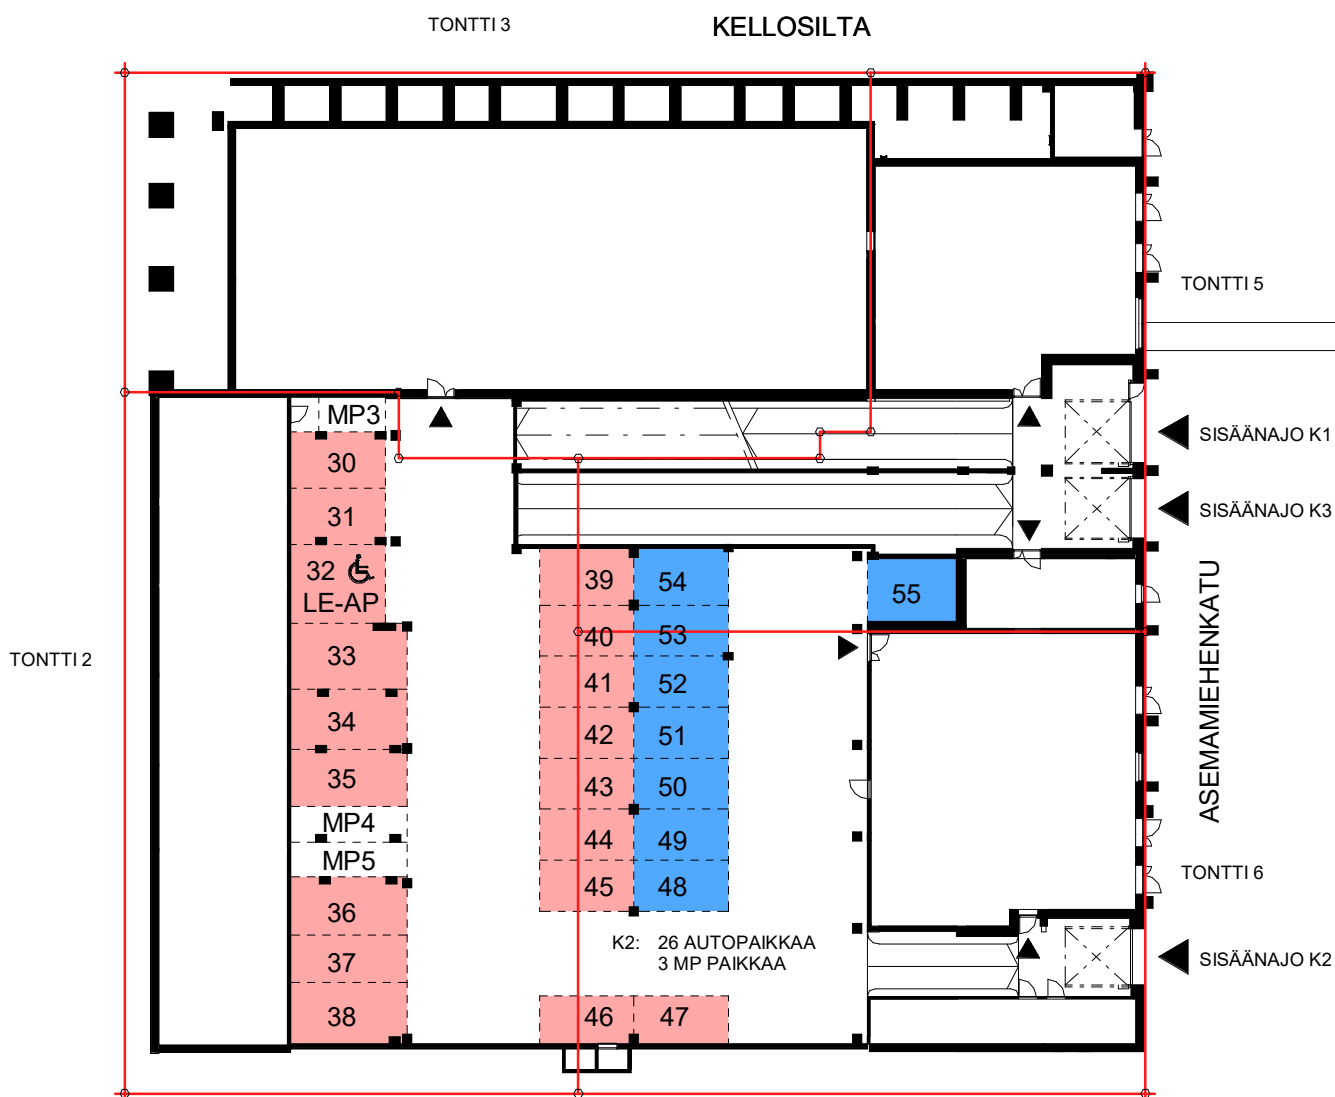 TONTTI 3
KELLOSILTA
TONTTI 5
MP3
SISÄÄNAJO K1
30
SISÄÄNAJO K3
31
32
LE-AP
39
54
55
33
40
53
TONTTI 2
41
52
34
42
51
35
43
50
ASEMAMIEHENKATU
MP4
44
49
MP5
45
48
TONTTI 6
36
K2: 26 AUTOPAIKKAA
3 MP PAIKKAA
37
SISÄÄNAJO K2
38
46
47